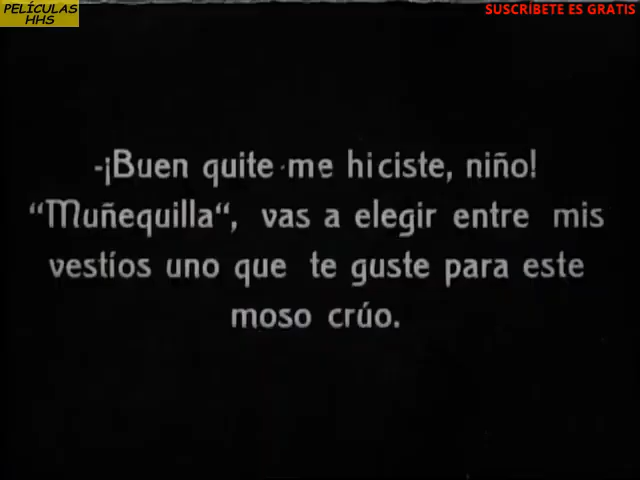 PELÍCULAS
HHS
SUSCRÍBETE ES GRATIS
-¡Buen quite me hiciste, niño!
“Muñequilla“, vas a elegir entre mis
vestíos uno que te guste para este
moso crúo.